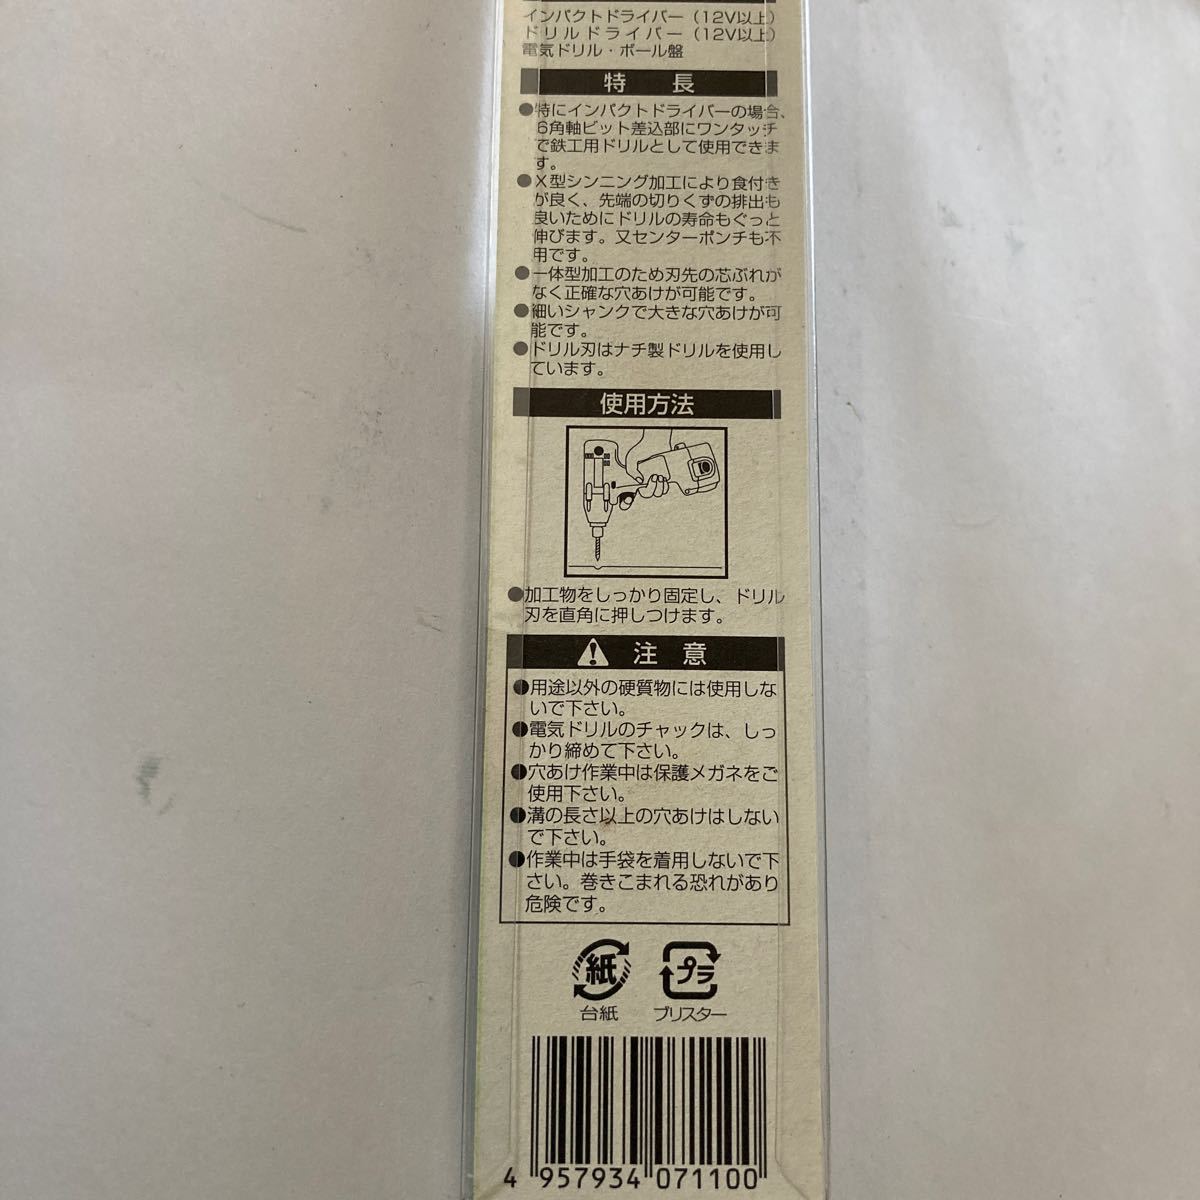 インパクトドライバー（12V以上）
ドリルドライバー（12V以上）
電気ドリル・ボール盤
特　長
●特にインパクトドライバーの場合、
6角軸ビット差込部にワンタッチ
で鉄工用ドリルとして使用できま
す。
●X型シンニング加工により食付き
が良く、先端の切りくずの排出も
良いためにドリルの寿命もぐっと
伸びます。又センターポンチも不
用です。
●一体型加工のため刃先の芯ぶれが
なく正確な穴あけが可能です。
●細いシャンクで大きな穴あけが可
能です。
●ドリル刃はナチ製ドリルを使用し
ています。
使用方法
●加工物をしっかり固定し、ドリル
刃を直角に押しつけます。
注　意
●用途以外の硬質物には使用しな
いで下さい。
●電気ドリルのチャックは、しっ
かり締めて下さい。
●穴あけ作業中は保護メガネをご
使用下さい。
●溝の長さ以上の穴あけはしない
で下さい。
●作業中は手袋を着用しないで下
さい。巻きこまれる恐れがあり
危険です。
紙 プラ
台紙 ブリスター
4 957934 071100